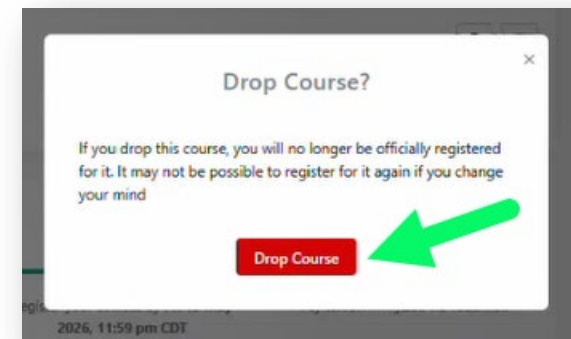 ×
Drop Course?
If you drop this course, you will no longer be officially registered
for it. It may not be possible to register for it again if you change
your mind
Drop Course
2026, 11:59 pm CDT